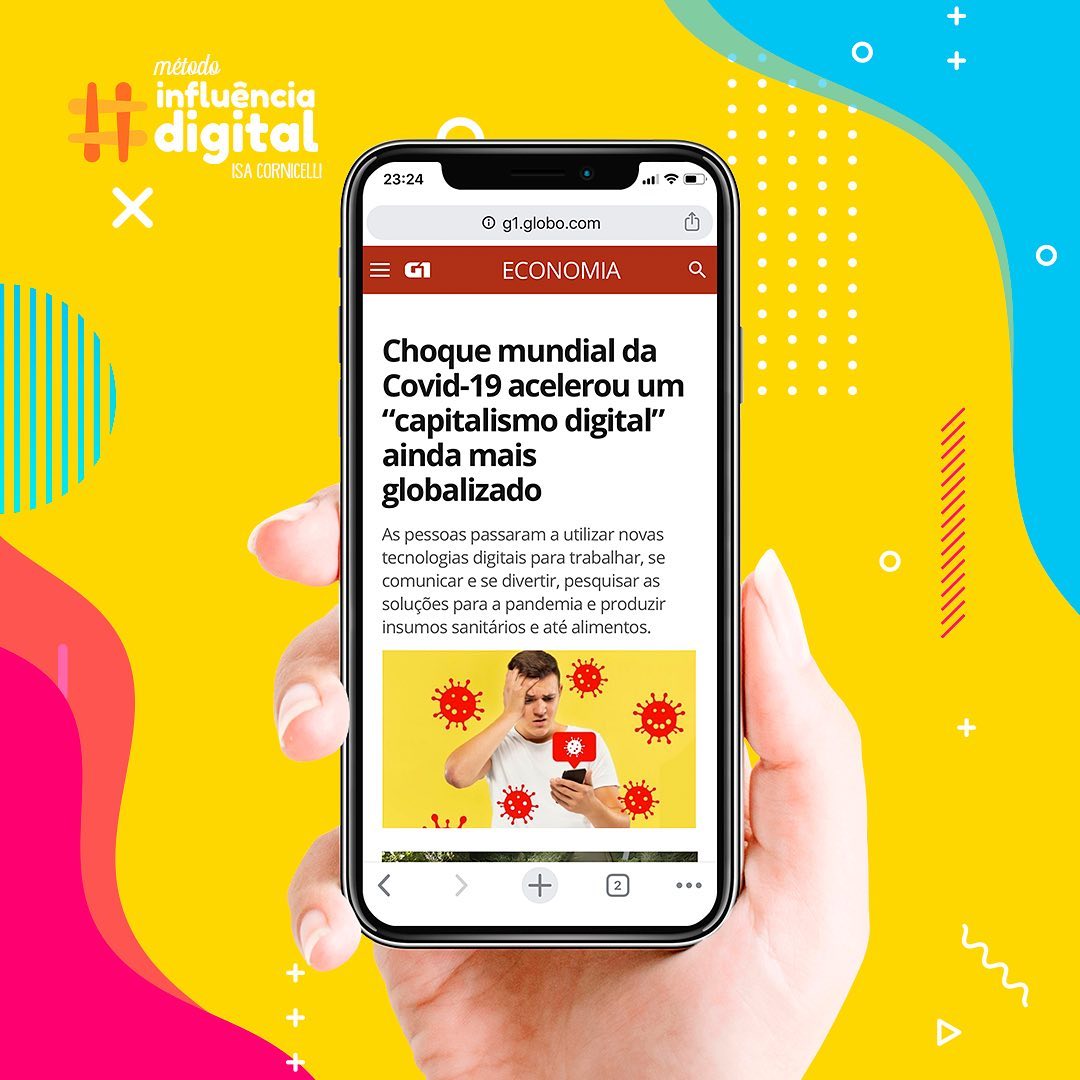 método
influência
digital
ISA CORNICELLI
23:24
g1.globo.com
G1
ECONOMIA
Choque mundial da
Covid-19 acelerou um
“capitalismo digital”
ainda mais
globalizado
As pessoas passaram a utilizar novas
tecnologias digitais para trabalhar, se
comunicar e se divertir, pesquisar as
soluções para a pandemia e produzir
insumos sanitários e até alimentos.
2